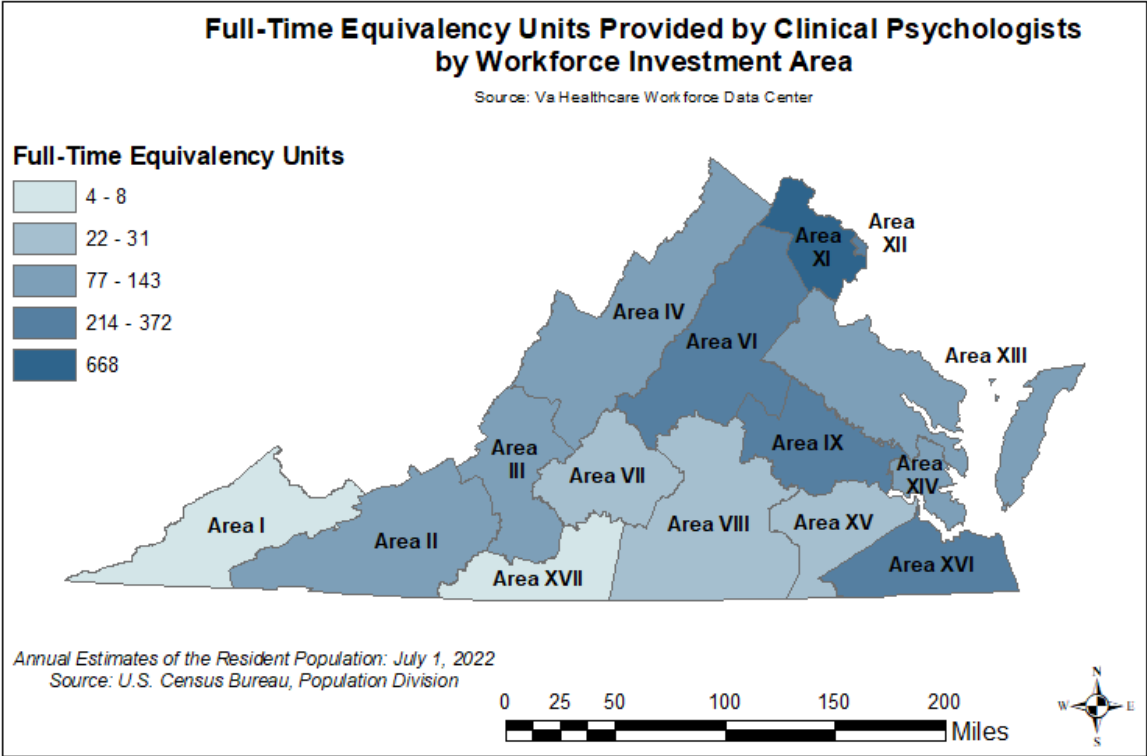 Full-Time Equivalency Units Provided by Clinical Psychologists
by Workforce Investment Area
Source: Va Healthcare Workforce Data Center
Full-Time Equivalency Units
4 - 8
22 - 31
77 - 143
214 - 372
668
Area
XII
Area
XI
Area IV
Area VI
Area XIII
Area
III
Area IX
Area VII
Area
XIV
Area I
Area II
Area VIII
Area XV
Area XVII
Area XVI
Annual Estimates of the Resident Population: July 1, 2022
Source: U.S. Census Bureau, Population Division
0 25 50 100 150 200
Miles
N
W E
S